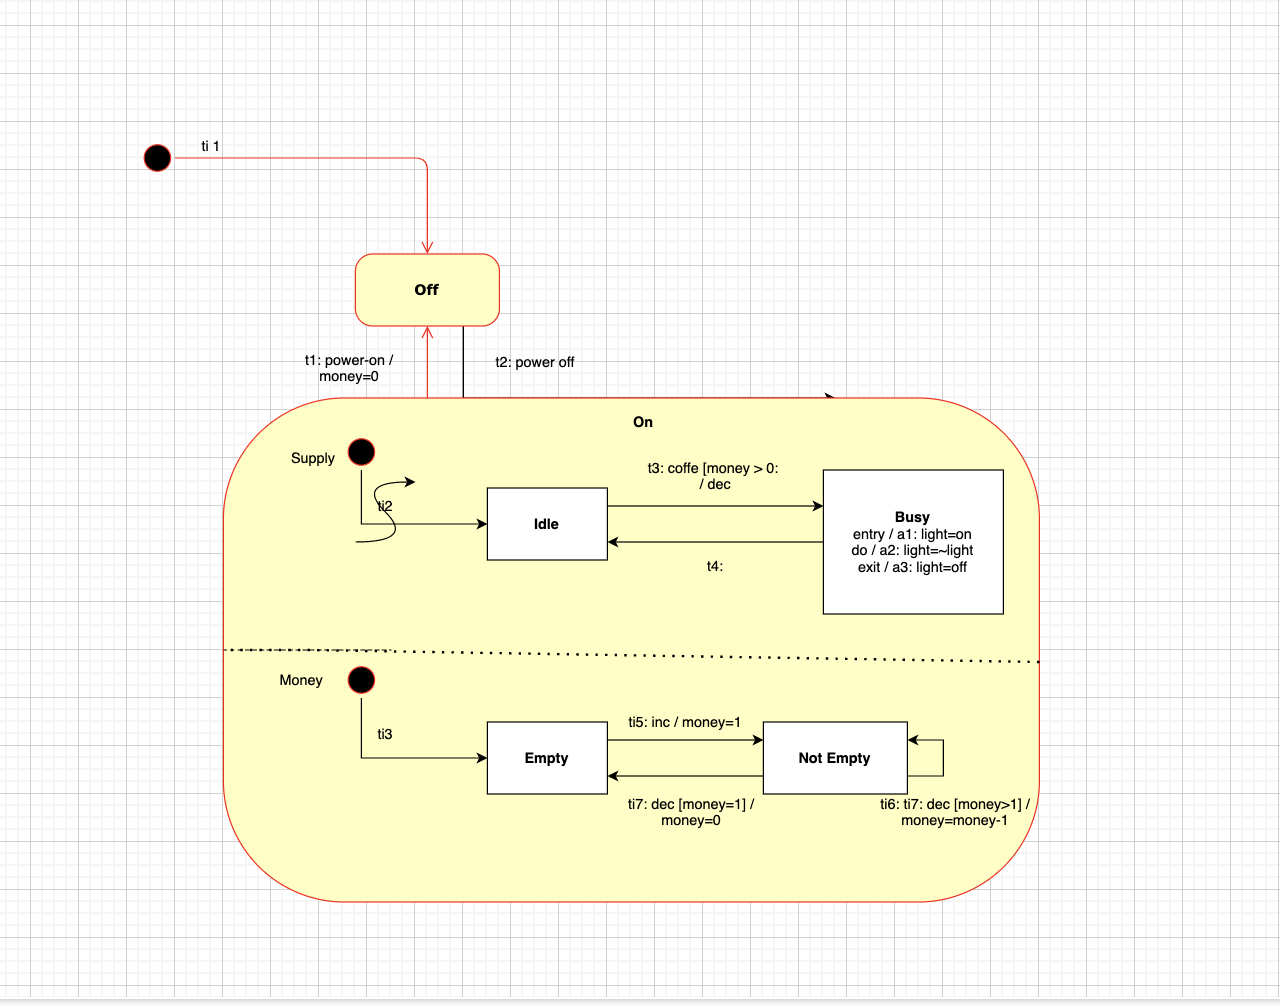 ti 1
Off
t1: power-on /
money=0
t2: power off
On
Supply
ti2
Idle
t3: coffe [money > 0:
/ dec
t4:
Busy
entry / a1: light=on
do / a2: light=~light
exit / a3: light=off
Money
ti3
Empty
ti5: inc / money=1
Not Empty
ti7: dec [money=1] /
money=0
ti6: ti7: dec [money>1] /
money=money-1